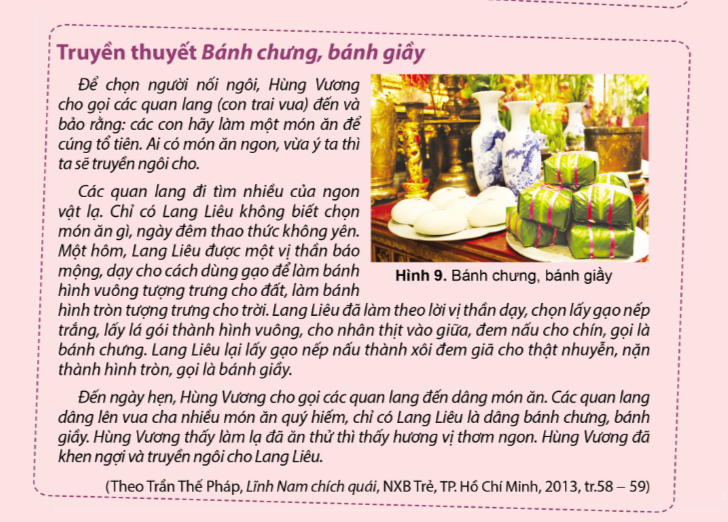 Truyền thuyết Bánh chưng, bánh giầy
Để chọn người nối ngôi, Hùng Vương
cho gọi các quan lang (con trai vua) đến và
bảo rằng: các con hãy làm một món ăn để
cúng tổ tiên. Ai có món ăn ngon, vừa ý ta thì
ta sẽ truyền ngôi cho.
Các quan lang đi tìm nhiều của ngon
vật lạ. Chỉ có Lang Liêu không biết chọn
món ăn gì, ngày đêm thao thức không yên.
Một hôm, Lang Liêu được một vị thần báo
mộng, dạy cho cách dùng gạo để làm bánh
hình vuông tượng trưng cho đất, làm bánh
hình tròn tượng trưng cho trời. Lang Liêu đã làm theo lời vị thần dạy, chọn lấy gạo nếp
trắng, lấy lá gói thành hình vuông, cho nhân thịt vào giữa, đem nấu cho chín, gọi là
bánh chưng. Lang Liêu lại lấy gạo nếp nấu thành xôi đem giã cho thật nhuyễn, nặn
thành hình tròn, gọi là bánh giầy.
Hình 9. Bánh chưng, bánh giầy
Đến ngày hẹn, Hùng Vương cho gọi các quan lang đến dâng món ăn. Các quan lang
dâng lên vua cha nhiều món ăn quý hiếm, chỉ có Lang Liêu là dâng bánh chưng, bánh
giầy. Hùng Vương thấy làm lạ đã ăn thử thì thấy hương vị thơm ngon. Hùng Vương đã
khen ngợi và truyền ngôi cho Lang Liêu.
(Theo Trần Thế Pháp, Lĩnh Nam chích quái, NXB Trẻ, TP. Hồ Chí Minh, 2013, tr.58 – 59)